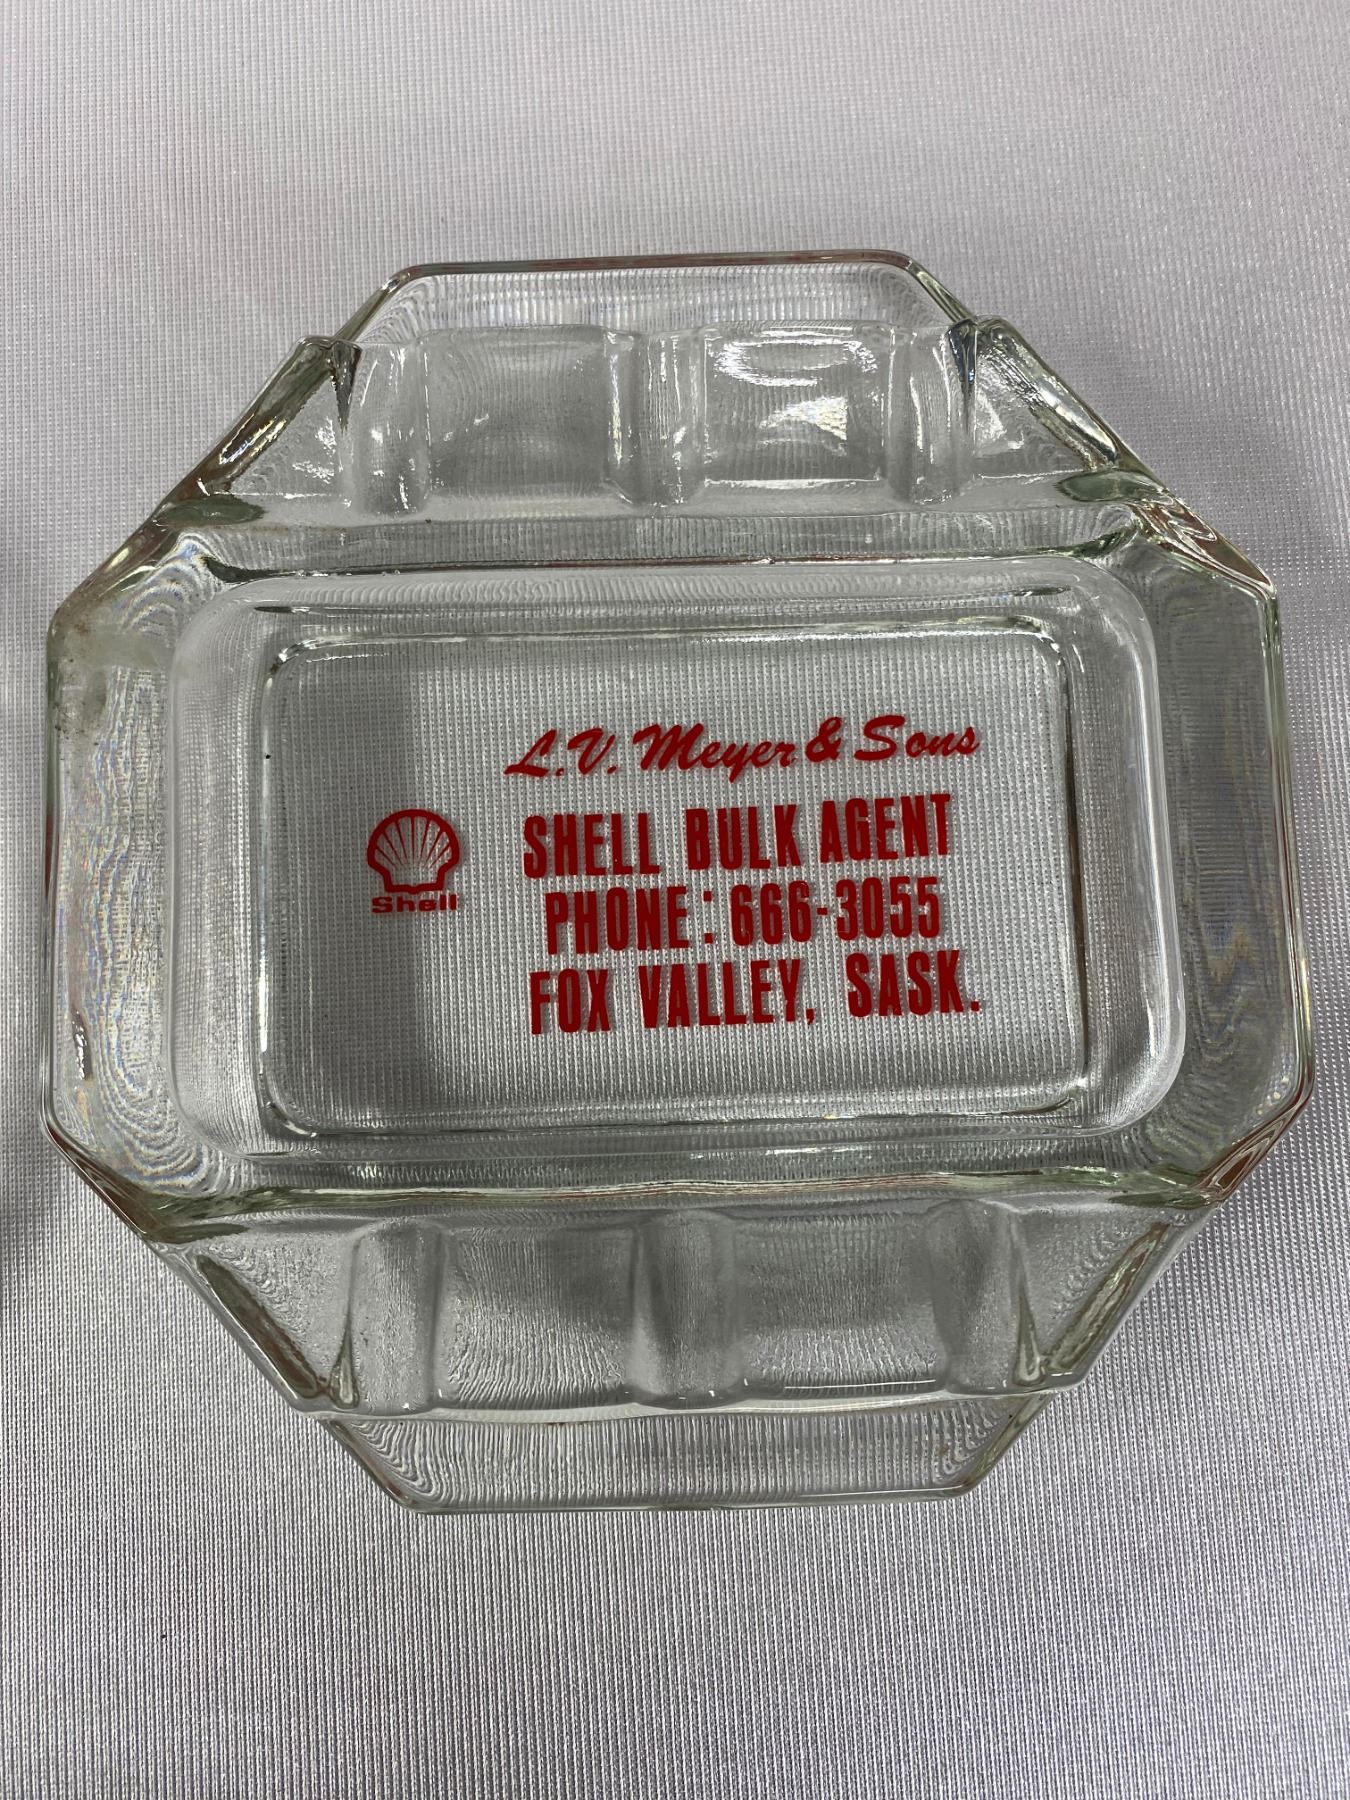 L.V. Meyer & Sons
SHELL BULK AGENT
Shell
PHONE: 666-3055
FOX VALLEY, SASK.